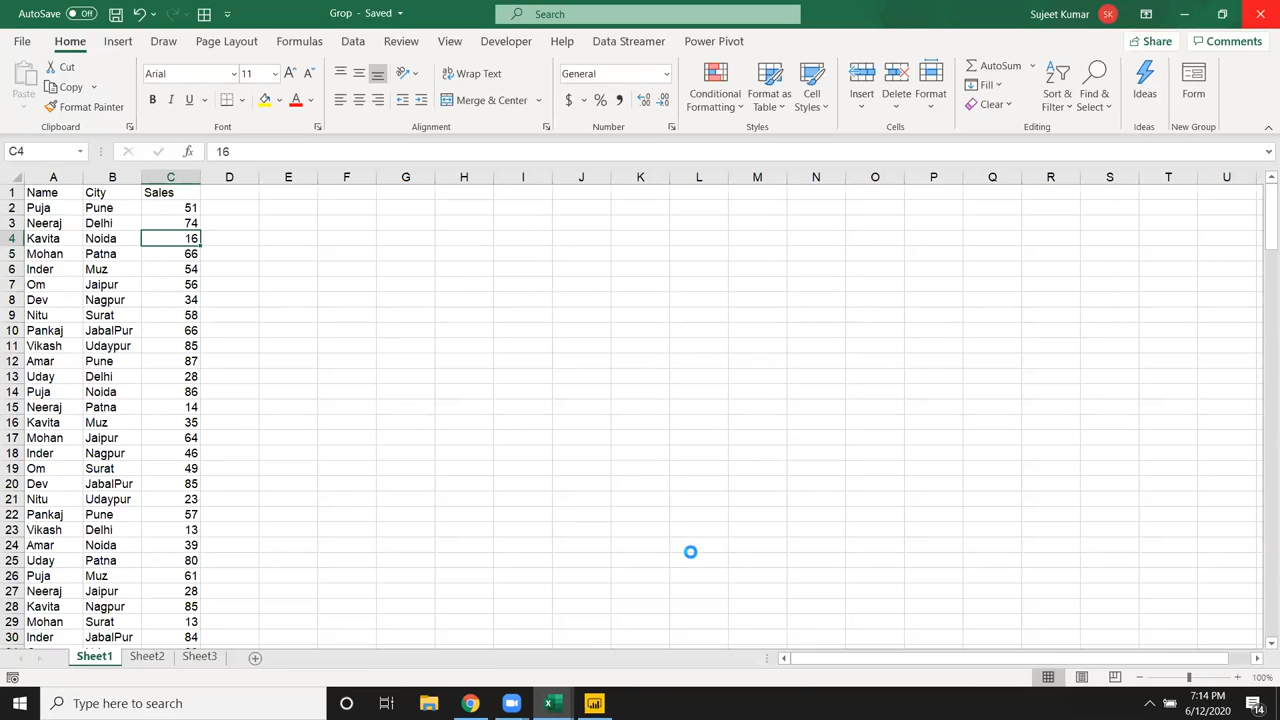 AutoSave Off Grop - Saved Search Sujeet Kumar SK
File Home Insert Draw Page Layout Formulas Data Review View Developer Help Data Streamer Power Pivot Share Comments
Paste Cut Copy Format Painter Clipboard
Arial 11 B I U A Font
Wrap Text Merge & Center Alignment
General $ % , Number
Conditional Formatting Format as Table Cell Styles Styles
Insert Delete Format Cells
AutoSum Fill Clear Sort & Filter Find & Select Editing
Ideas Ideas
Form New Group
C4 fx 16
A B C D E F G H I J K L M N O P Q R S T U
1 Name City Sales
2 Puja Pune 51
3 Neeraj Delhi 74
4 Kavita Noida 16
5 Mohan Patna 66
6 Inder Muz 54
7 Om Jaipur 56
8 Dev Nagpur 34
9 Nitu Surat 58
10 Pankaj JabalPur 66
11 Vikash Udaypur 85
12 Amar Pune 87
13 Uday Delhi 28
14 Puja Noida 86
15 Neeraj Patna 14
16 Kavita Muz 35
17 Mohan Jaipur 64
18 Inder Nagpur 46
19 Om Surat 49
20 Dev JabalPur 85
21 Nitu Udaypur 23
22 Pankaj Pune 57
23 Vikash Delhi 13
24 Amar Noida 39
25 Uday Patna 80
26 Puja Muz 61
27 Neeraj Jaipur 28
28 Kavita Nagpur 85
29 Mohan Surat 13
30 Inder JabalPur 84
Sheet1 Sheet2 Sheet3
100%
Type here to search
7:14 PM
6/12/2020
14